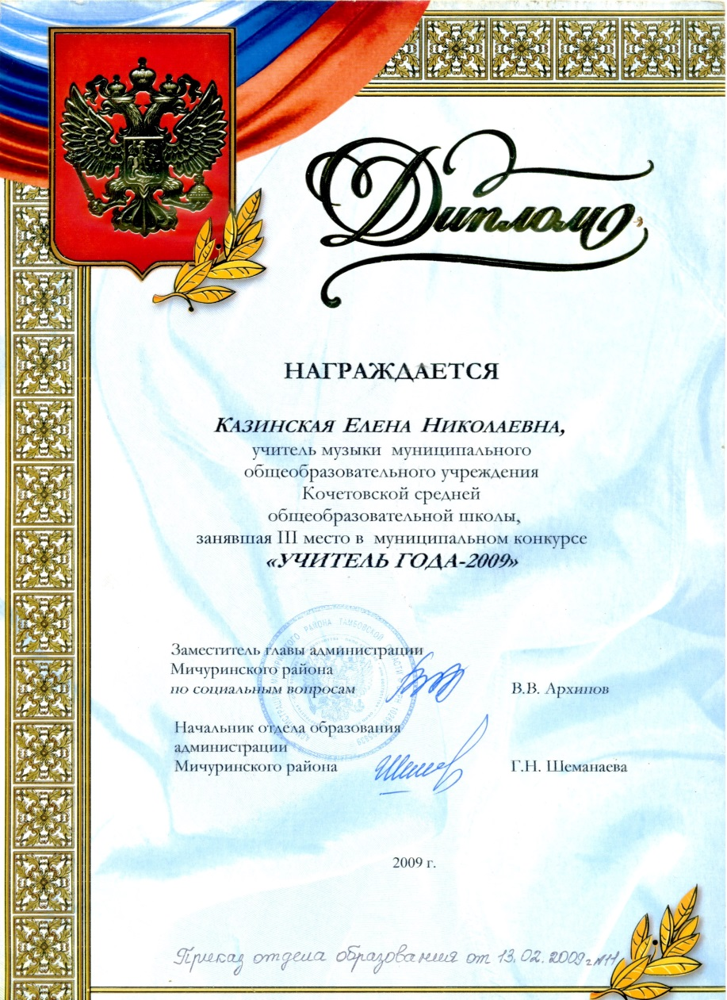 Диплом
НАГРАЖДАЕТСЯ
Казинская Елена Николаевна,
учитель музыки муниципального
общеобразовательного учреждения
Кочетовской средней
общеобразовательной школы,
занявшая III место в муниципальном конкурсе
«УЧИТЕЛЬ ГОДА-2009»
РАЙОНА ТАМБОВСКОЙ
Заместитель главы администрации
Мичуринского района
по социальным вопросам
В.В. Архипов
Начальник отдела образования
администрации
Мичуринского района
Г.Н. Шеманаева
2009 г.
Приказ отдела образования от 13.02.2009 г.